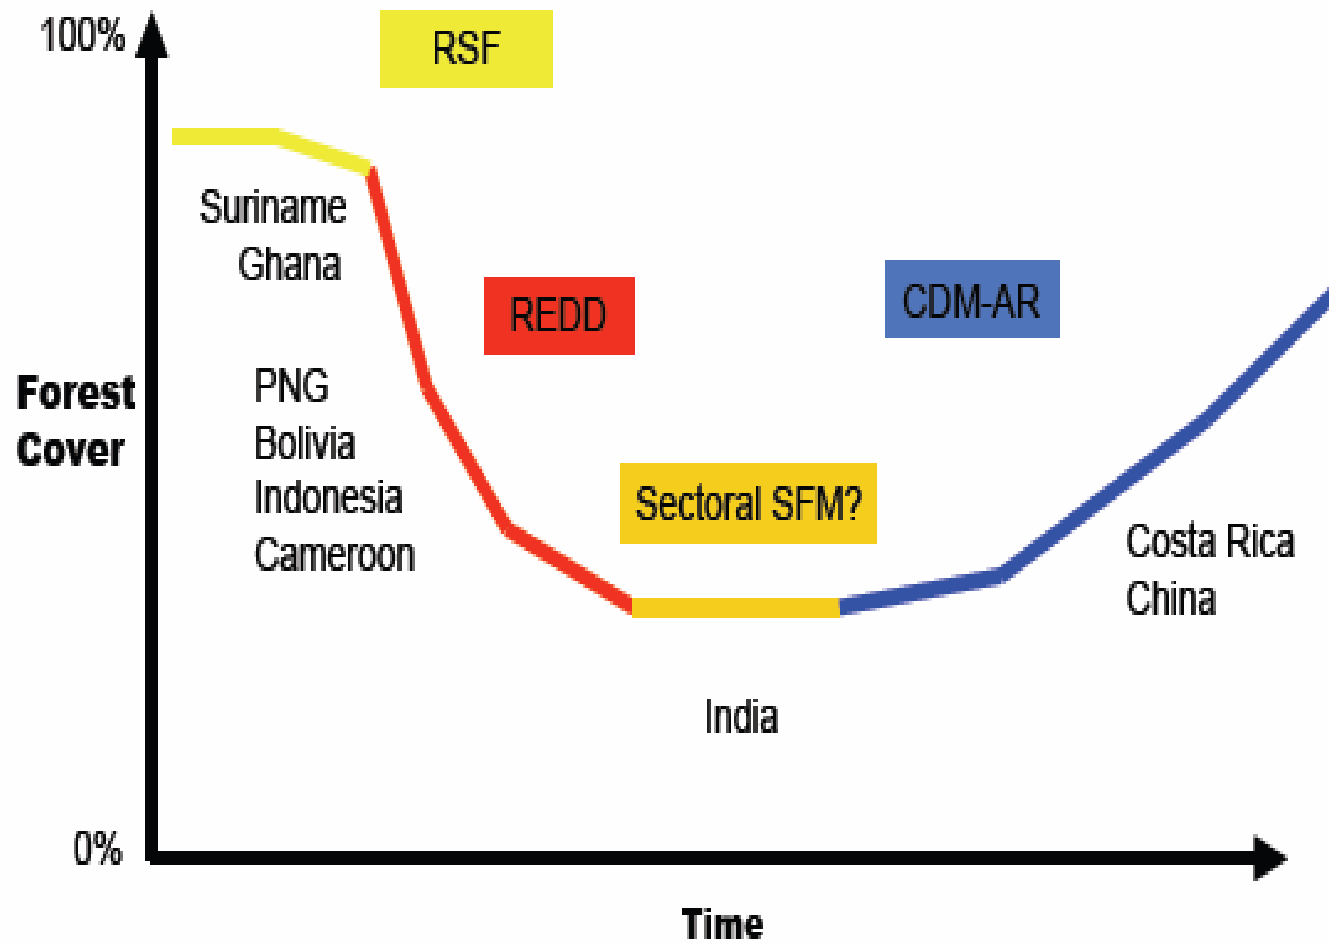 100%
RSF
Suriname
Ghana
REDD
CDM-AR
PNG
Bolivia
Indonesia
Cameroon
Forest
Cover
Sectoral SFM?
Costa Rica
China
India
0%
Time